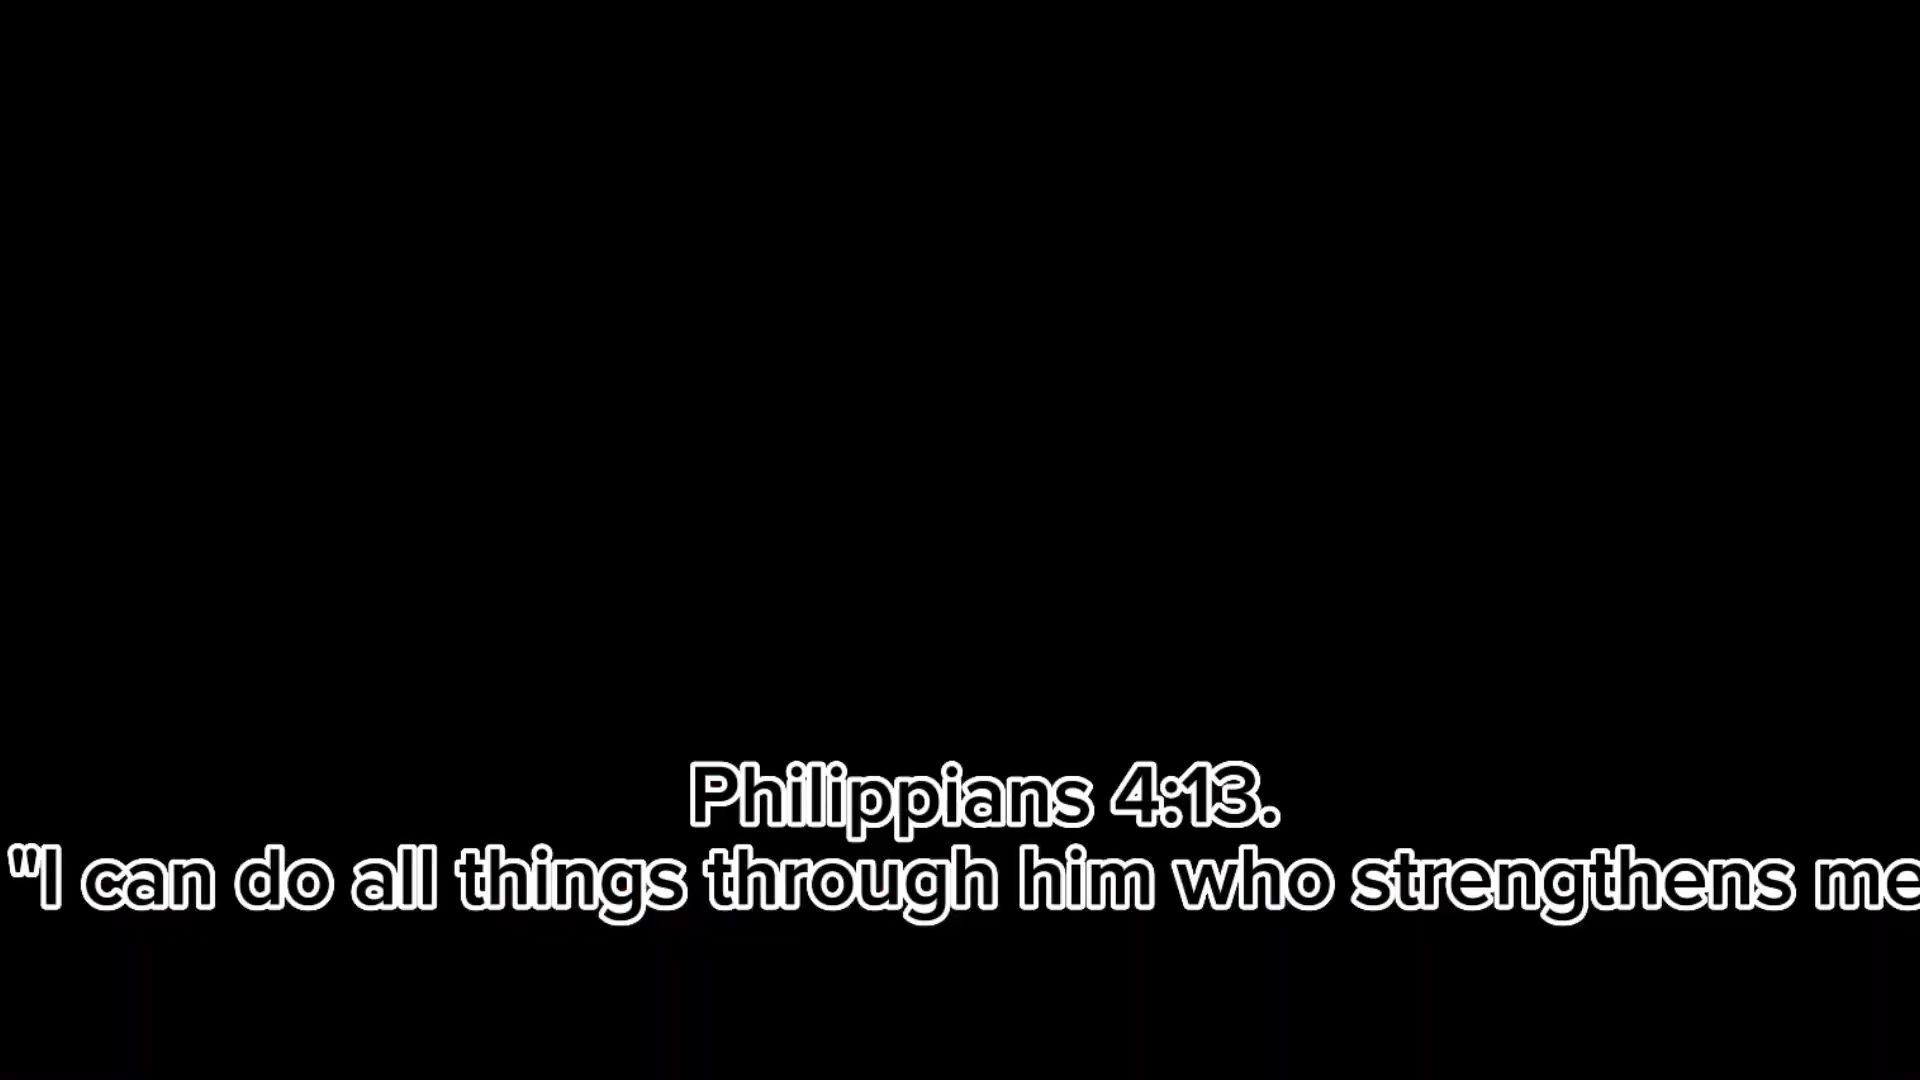 Philippians 4:13.
"I can do all things through him who strengthens me